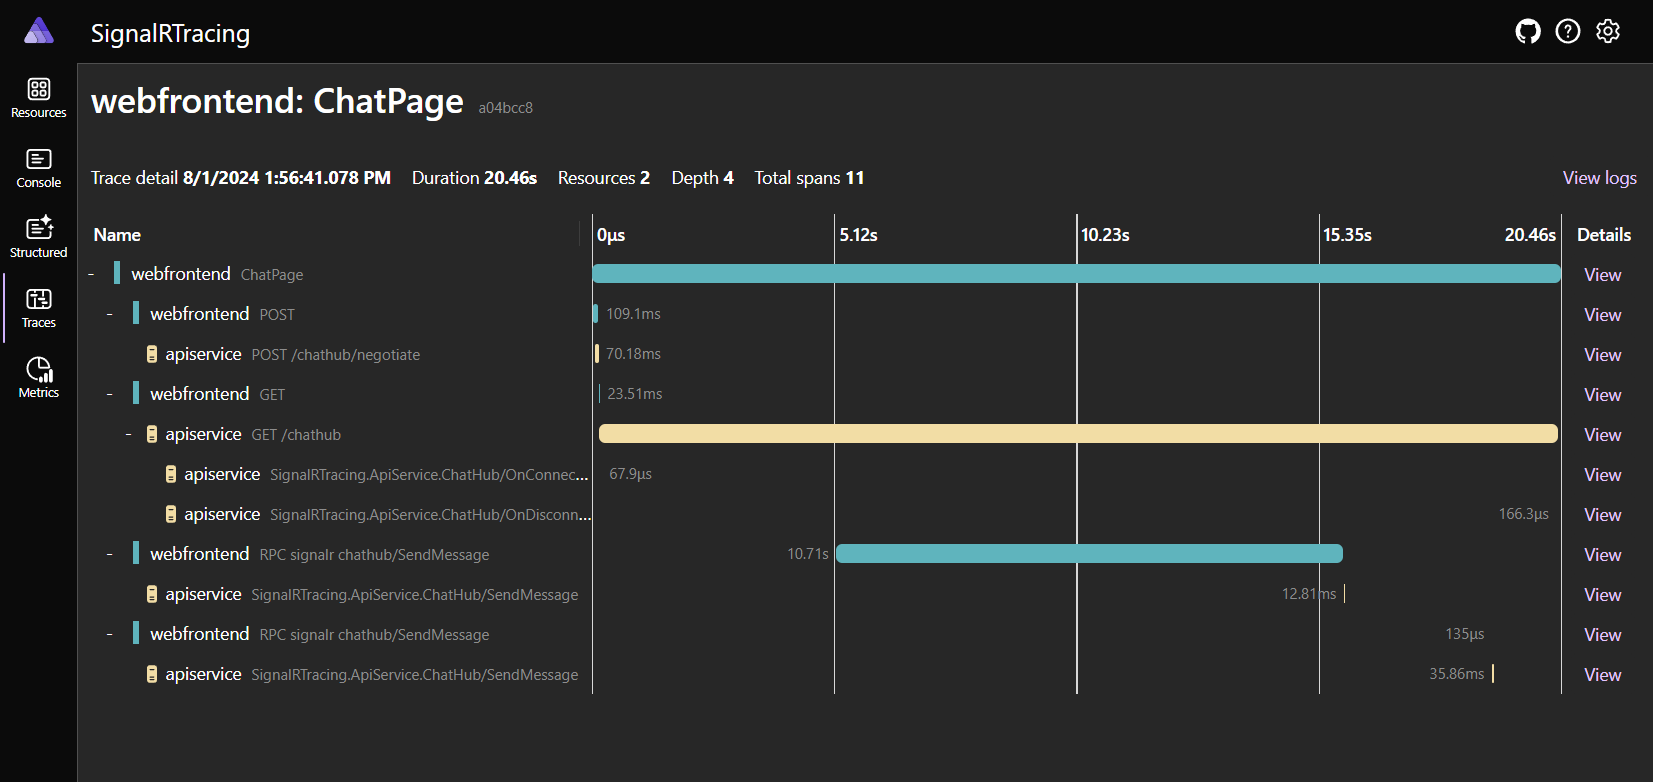 SignalRTracing
Resources
Console
Structured
Traces
Metrics
webfrontend: ChatPage a04bcc8
Trace detail 8/1/2024 1:56:41.078 PM Duration 20.46s Resources 2 Depth 4 Total spans 11 View logs
Name 0µs 5.12s 10.23s 15.35s 20.46s Details
- webfrontend ChatPage View
- webfrontend POST 109.1ms View
apiservice POST /chathub/negotiate 70.18ms View
- webfrontend GET 23.51ms View
- apiservice GET /chathub View
apiservice SignalRTracing.ApiService.ChatHub/OnConnec... 67.9µs View
apiservice SignalRTracing.ApiService.ChatHub/OnDisconn... 166.3µs View
- webfrontend RPC signalr chathub/SendMessage 10.71s View
apiservice SignalRTracing.ApiService.ChatHub/SendMessage 12.81ms View
- webfrontend RPC signalr chathub/SendMessage 135µs View
apiservice SignalRTracing.ApiService.ChatHub/SendMessage 35.86ms View